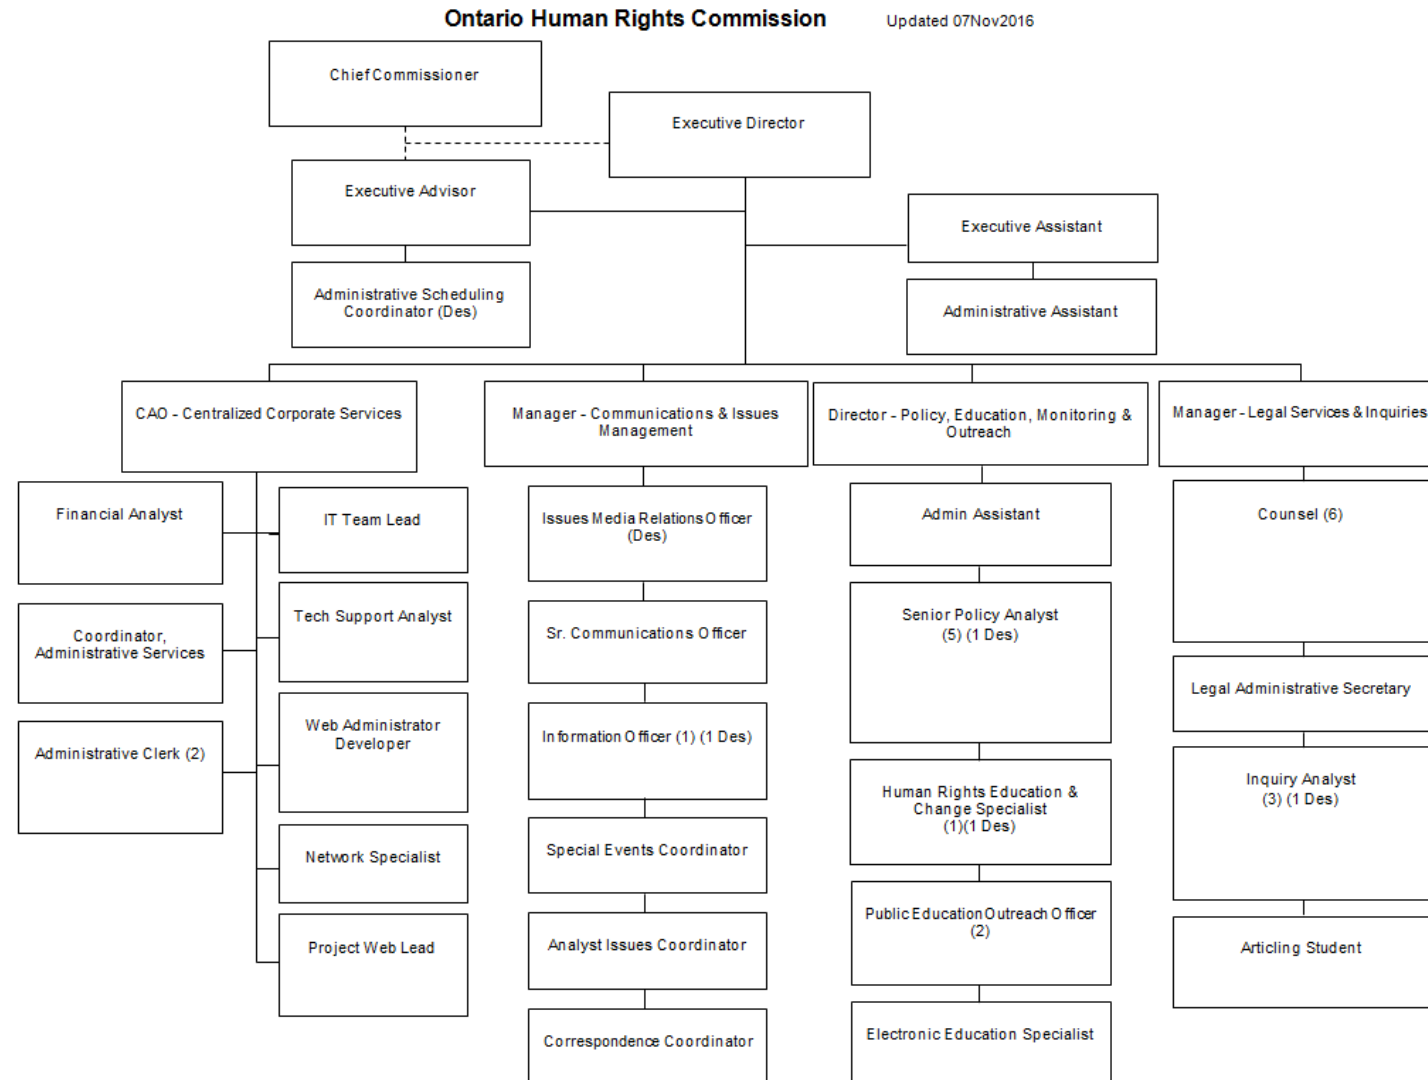 Ontario Human Rights Commission
Updated 07Nov2016
Chief Commissioner
Executive Director
Executive Advisor
Executive Assistant
Administrative Scheduling
Coordinator (Des)
Administrative Assistant
CAO - Centralized Corporate Services
Manager - Communications & Issues
Management
Director - Policy, Education, Monitoring &
Outreach
Manager - Legal Services & Inquiries
Financial Analyst
Coordinator,
Administrative Services
Administrative Clerk (2)
IT Team Lead
Tech Support Analyst
Web Administrator
Developer
Network Specialist
Project Web Lead
Issues Media Relations Officer
(Des)
Sr. Communications Officer
Information Officer (1) (1 Des)
Special Events Coordinator
Analyst Issues Coordinator
Correspondence Coordinator
Admin Assistant
Senior Policy Analyst
(5) (1 Des)
Human Rights Education &
Change Specialist
(1)(1 Des)
Public Education Outreach Officer
(2)
Electronic Education Specialist
Counsel (6)
Legal Administrative Secretary
Inquiry Analyst
(3) (1 Des)
Articling Student